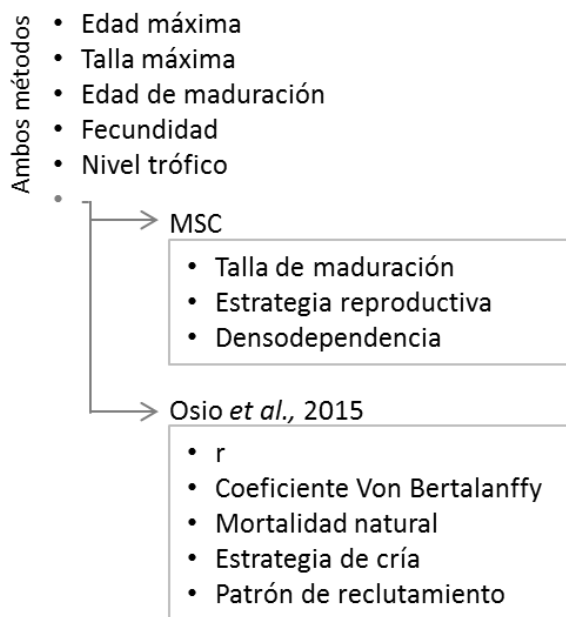 Ambos métodos
• Edad máxima
• Talla máxima
• Edad de maduración
• Fecundidad
• Nivel trófico
•
MSC
• Talla de maduración
• Estrategia reproductiva
• Densodependencia
Osio et al., 2015
• r
• Coeficiente Von Bertalanffy
• Mortalidad natural
• Estrategia de cría
• Patrón de reclutamiento